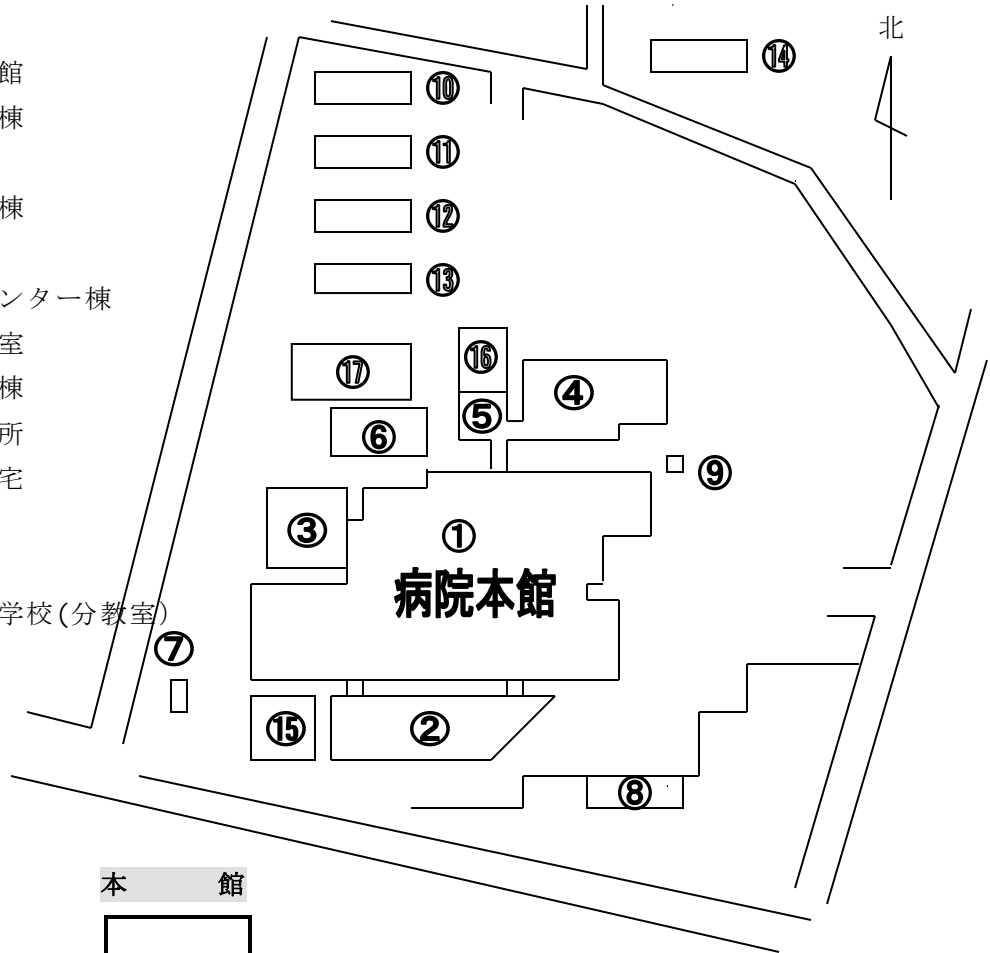 北
館
棟
棟
ンター棟
室
棟
所
宅
学校(分教室)
⑭
⑩
⑪
⑫
⑬
⑯
⑰
④
⑤
⑥
⑨
③
①
病院本館
⑦
⑮
②
⑧
本　館